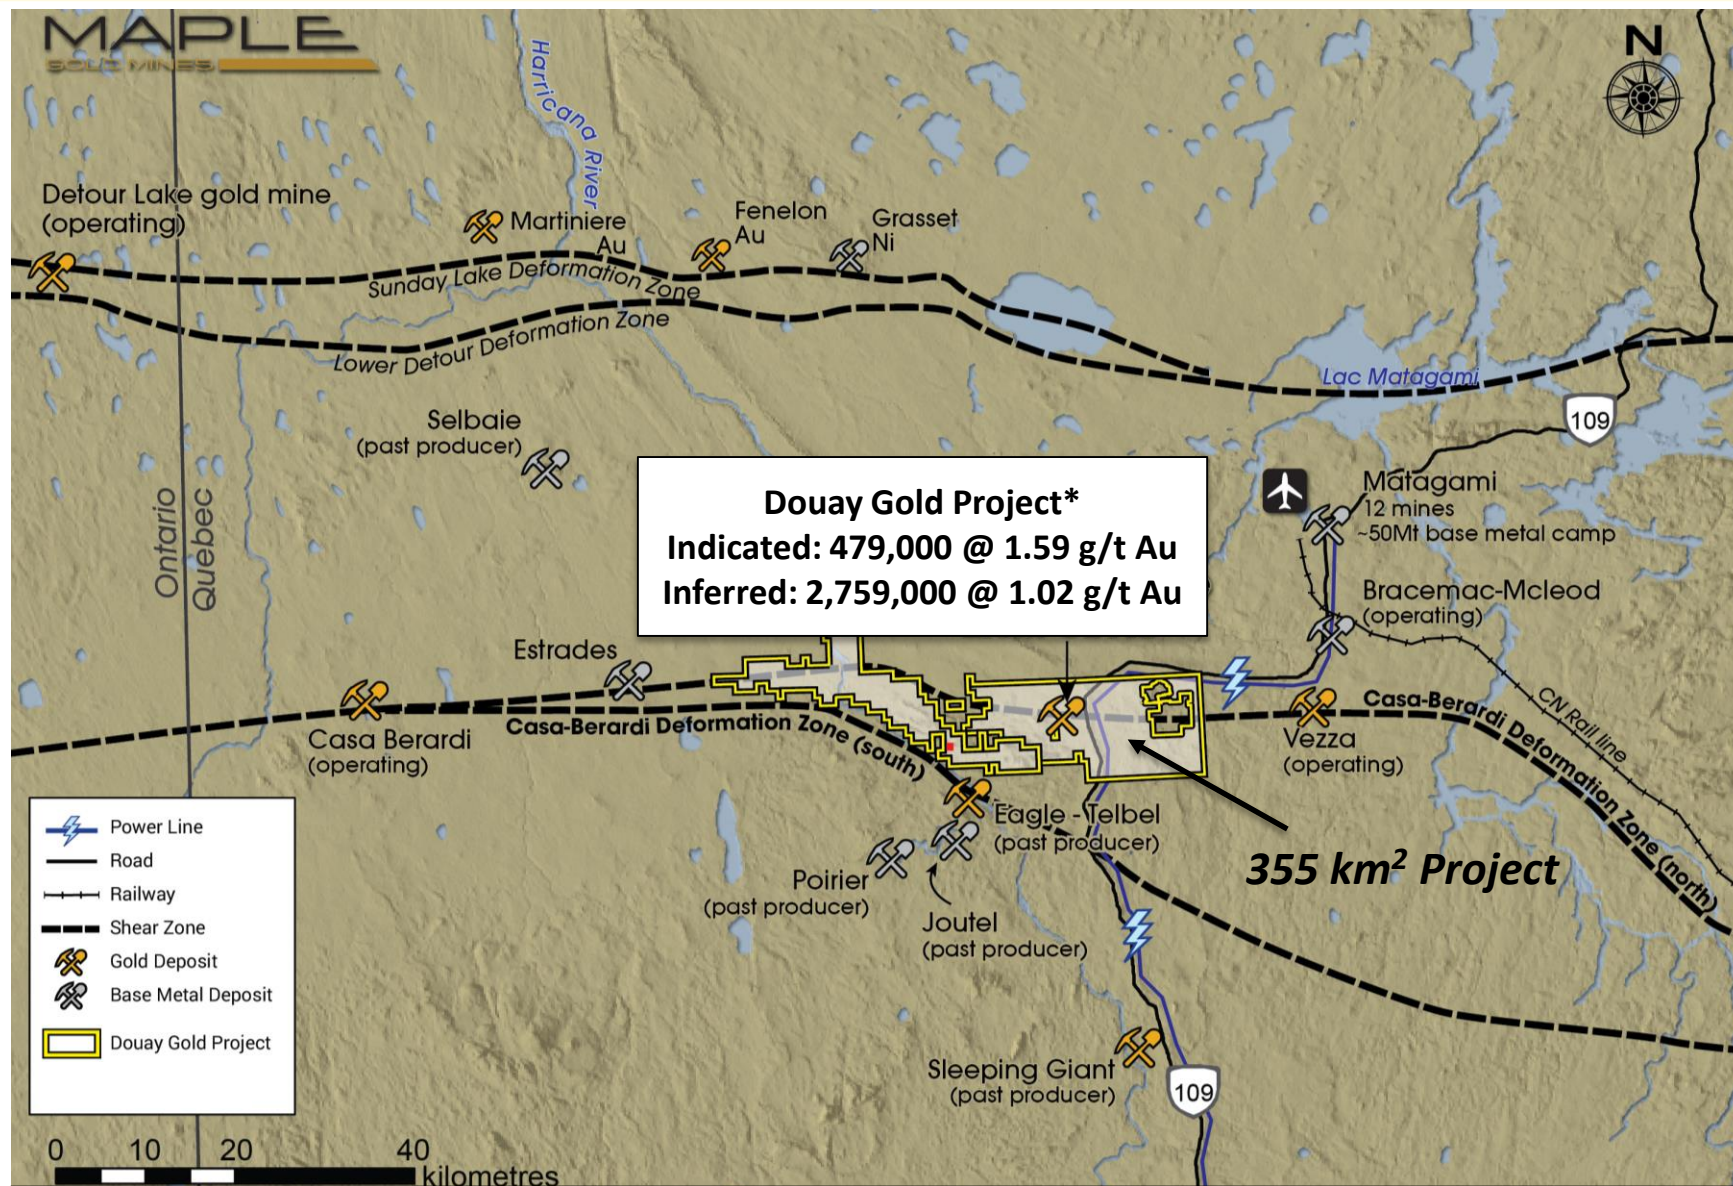 MAPLE
GOLD MINES
N
Harricana River
Detour Lake gold mine
(operating)
Martiniere
Au
Fenelon
Au
Grasset
Ni
Sunday Lake Deformation Zone
Lower Detour Deformation Zone
Lac Matagami
109
Selbaie
(past producer)
Ontario
Quebec
Douay Gold Project*
Indicated: 479,000 @ 1.59 g/t Au
Inferred: 2,759,000 @ 1.02 g/t Au
Matagami
12 mines
~50Mt base metal camp
Bracemac-Mcleod
(operating)
Estrades
CN Rail line
Casa Berardi
(operating)
Casa-Berardi Deformation Zone (south)
Casa-Berardi Deformation Zone (north)
Vezza
(operating)
Eagle - Telbel
(past producer)
355 km² Project
Poirier
(past producer)
Joutel
(past producer)
Sleeping Giant
(past producer)
109
Power Line
Road
Railway
Shear Zone
Gold Deposit
Base Metal Deposit
Douay Gold Project
0 10 20 40
kilometres